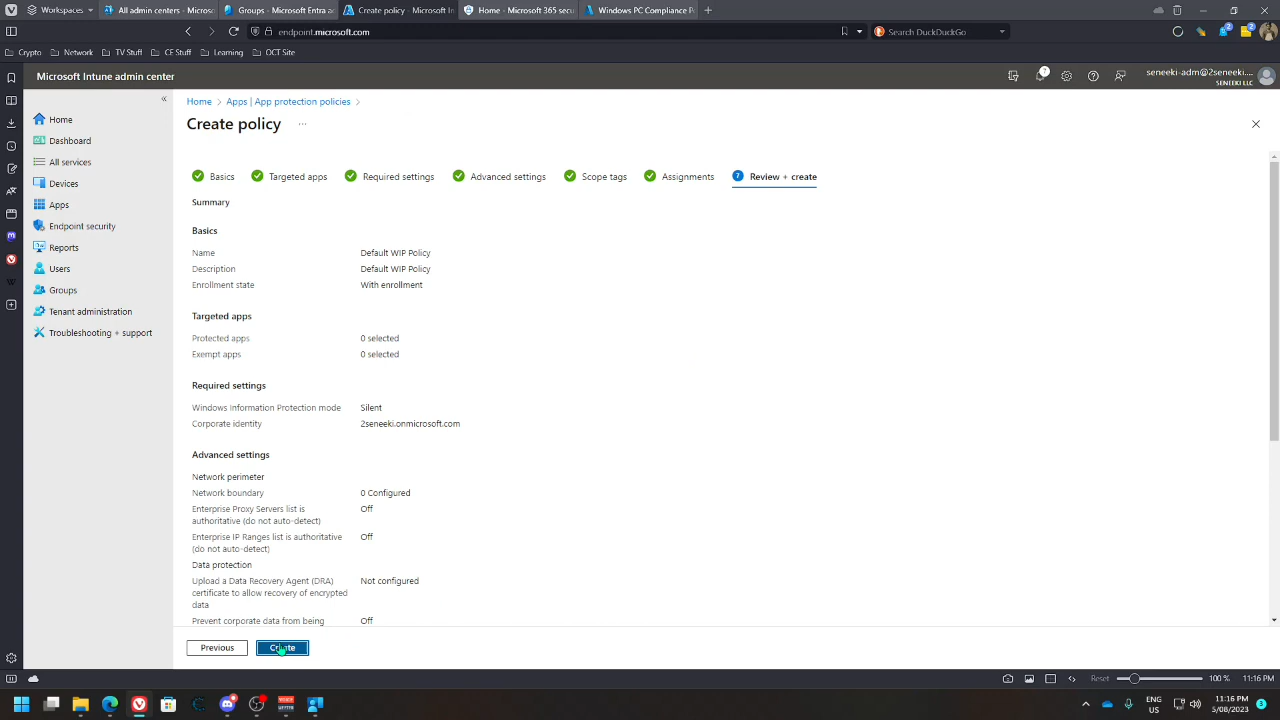 Workspaces
All admin centers - Micros
Groups - Microsoft Entra a
Create policy - Microsoft In
Home - Microsoft 365 secu
Windows PC Compliance P
endpoint.microsoft.com
Search DuckDuckGo
Crypto
Network
TV Stuff
CE Stuff
Learning
OCT Site
Microsoft Intune admin center
seneeki-adm@2seneeki....
SENEEKI LLC
Home > Apps | App protection policies >
Create policy ...
Home
Dashboard
All services
Devices
Apps
Endpoint security
Reports
Users
Groups
Tenant administration
Troubleshooting + support
Basics
Targeted apps
Required settings
Advanced settings
Scope tags
Assignments
7 Review + create
Summary
Basics
Name Default WIP Policy
Description Default WIP Policy
Enrollment state With enrollment
Targeted apps
Protected apps 0 selected
Exempt apps 0 selected
Required settings
Windows Information Protection mode Silent
Corporate identity 2seneeki.onmicrosoft.com
Advanced settings
Network perimeter
Network boundary 0 Configured
Enterprise Proxy Servers list is Off
authoritative (do not auto-detect)
Enterprise IP Ranges list is authoritative Off
(do not auto-detect)
Data protection
Upload a Data Recovery Agent (DRA) Not configured
certificate to allow recovery of encrypted
data
Prevent corporate data from being Off
Previous
Create
Reset
100 %
11:16 PM
ENG
US
11:16 PM
5/08/2023